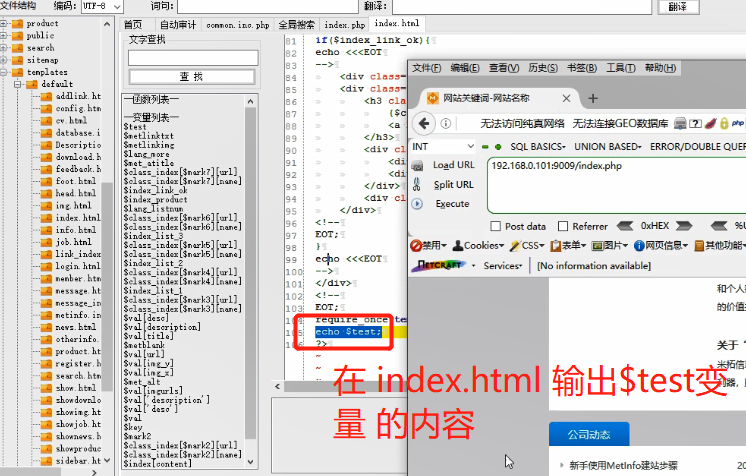 文件结构 编码: UTF-8 词句: 翻译: 翻译
首页 自动审计 common.inc.php 全局搜索 index.php index.html
product
public
search
sitemap
templates
default
addlink.ht
config.htm
cv.html
database.i
Description
download.h
feedback.h
foot.html
head.html
img.html
index.html
info.html
job.html
link_index
login.html
member.htm
message.ht
message_in
metinfo.in
news.html
otherinfo.
product.ht
register.h
search.htm
show.html
showdownlo
showimg.ht
showjob.ht
shownews.h
showproduc
sidebar.ht
文字查找
查 找
—函数列表—
—变量列表—
$test
$metlinktxt
$metlinkimg
$lang_more
$met_atitle
$class_index[$mark7][url]
$class_index[$mark7][name]
$index_link_ok
$index_product
$lang_listnum
$class_index[$mark6][url]
$class_index[$mark6][name]
$index_list_3
$class_index[$mark5][url]
$class_index[$mark5][name]
$index_list_2
$class_index[$mark4][url]
$class_index[$mark4][name]
$index_list_1
$class_index[$mark3][url]
$class_index[$mark3][name]
$val[desc]
$val[description]
$val[title]
$metblank
$val[url]
$val[img_y]
$val[img_x]
$met_alt
$val[imgurls]
$val['description']
$val['desc']
$val
$key
$mark2
$class_index[$mark2][url]
$class_index[$mark2][name]
$index[content]
81 if($index_link_ok){
82 echo <<<EOT
83 -->
84 <div class=
85 <div class=
86 <h3 clas
87 {$c
88 <a
89 </h3>
90 <div cla
91 <di
92 <di
93 </div>
94 <div cla
95 </div>
96 <!--
97 EOT;
98 }
99 echo <<<EOT
100 -->
101 </div>
102 <!--
103 EOT;
104 require_once tem
105 echo $test;
106 ?>
~
~
文件(F) 编辑(E) 查看(V) 历史(S) 书签(B) 工具(T) 帮助(H)
网站关键词-网站名称
无法访问纯真网络 无法连接GEO数据库 php
INT SQL BASICS UNION BASED ERROR/DOUBLE QUER
Load URL 192.168.0.101:9009/index.php
Split URL
Execute
Post data Referrer 0xHEX %U
禁用 Cookies CSS 表单 图片 网页信息 其他功能
NETCRAFT Services [No information available]
和个人
的价值
关于 "
米拓信息
利器，
公司动态
新手使用MetInfo建站步骤 20
在 index.html 输出$test变
量 的内容